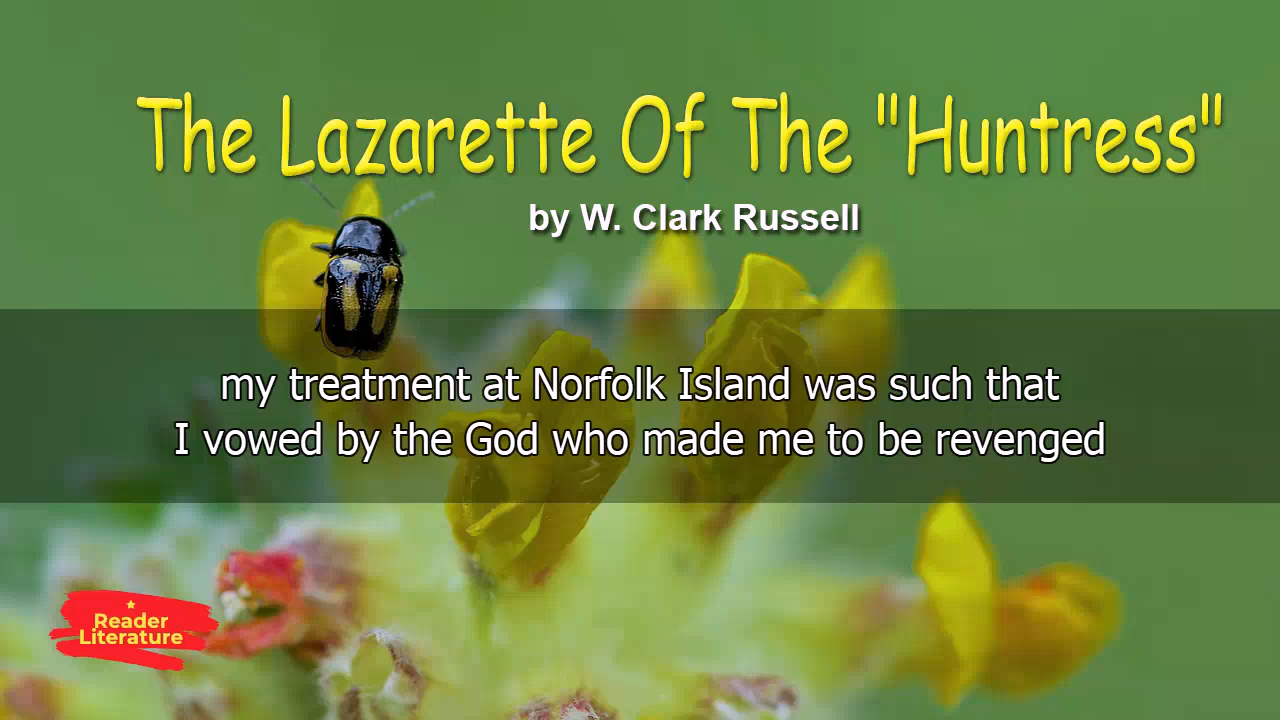 The Lazarette Of The "Huntress"
by W. Clark Russell
my treatment at Norfolk Island was such that
I vowed by the God who made me to be revenged
Reader
Literature